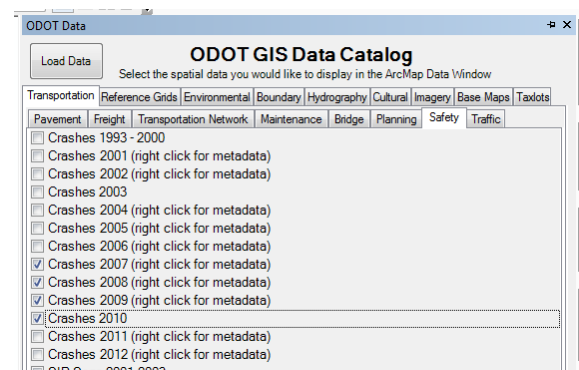 ODOT Data
Load Data
ODOT GIS Data Catalog
Select the spatial data you would like to display in the ArcMap Data Window
Transportation Reference Grids Environmental Boundary Hydrography Cultural Imagery Base Maps Taxlots
Pavement Freight Transportation Network Maintenance Bridge Planning Safety Traffic
Crashes 1993 - 2000
Crashes 2001 (right click for metadata)
Crashes 2002 (right click for metadata)
Crashes 2003
Crashes 2004 (right click for metadata)
Crashes 2005 (right click for metadata)
Crashes 2006 (right click for metadata)
Crashes 2007 (right click for metadata)
Crashes 2008 (right click for metadata)
Crashes 2009 (right click for metadata)
Crashes 2010
Crashes 2011 (right click for metadata)
Crashes 2012 (right click for metadata)